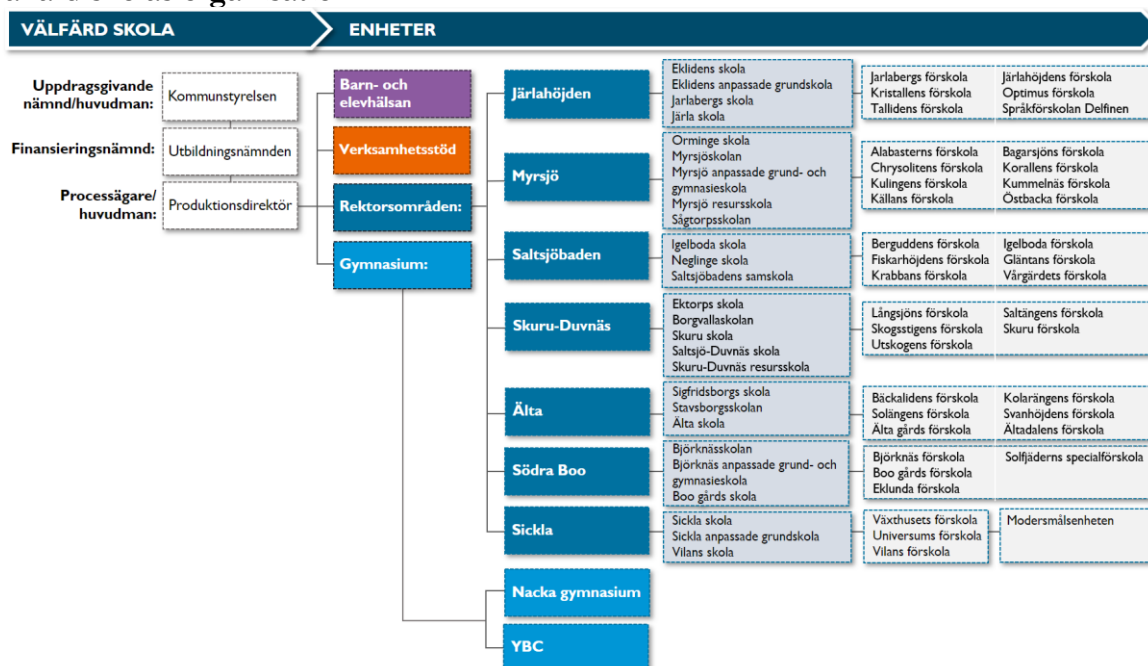 VÄLFÄRD SKOLA
ENHETER
Uppdragsgivande
nämnd/huvudman:
Kommunstyrelsen
Finansieringsnämnd:
Utbildningsnämnden
Processägare/
huvudman:
Produktionsdirektör
Barn- och
elevhälsan
Verksamhetsstöd
Rektorsområden:
Gymnasium:
Järlahöjden
Eklidens skola
Eklidens anpassade grundskola
Jarlabergs skola
Järla skola
Jarlabergs förskola
Kristallens förskola
Tallidens förskola
Järlahöjdens förskola
Optimus förskola
Språkförskolan Delfinen
Myrsjö
Orminge skola
Myrsjöskolan
Myrsjö anpassade grund- och
gymnasieskola
Myrsjö resursskola
Sågtorpsskolan
Alabasterns förskola
Chrysolitens förskola
Kulingens förskola
Källans förskola
Bagarsjöns förskola
Korallens förskola
Kummelnäs förskola
Östbacka förskola
Saltsjöbaden
Igelboda skola
Neglinge skola
Saltsjöbadens samskola
Berguddens förskola
Fiskarhöjdens förskola
Krabbans förskola
Igelboda förskola
Gläntans förskola
Vårgärdets förskola
Skuru-Duvnäs
Ektorps skola
Borgvallaskolan
Skuru skola
Saltsjö-Duvnäs skola
Skuru-Duvnäs resursskola
Långsjöns förskola
Skogsstigens förskola
Utskogens förskola
Saltängens förskola
Skuru förskola
Älta
Sigfridsborgs skola
Stavsborgsskolan
Älta skola
Bäckalidens förskola
Solängens förskola
Älta gårds förskola
Kolarängens förskola
Svanhöjdens förskola
Ältadalens förskola
Södra Boo
Björknässkolan
Björknäs anpassade grund- och
gymnasieskola
Boo gårds skola
Björknäs förskola
Boo gårds förskola
Eklunda förskola
Solfjäderns specialförskola
Sickla
Sickla skola
Sickla anpassade grundskola
Vilans skola
Växthusets förskola
Universums förskola
Vilans förskola
Modersmålsenheten
Nacka gymnasium
YBC